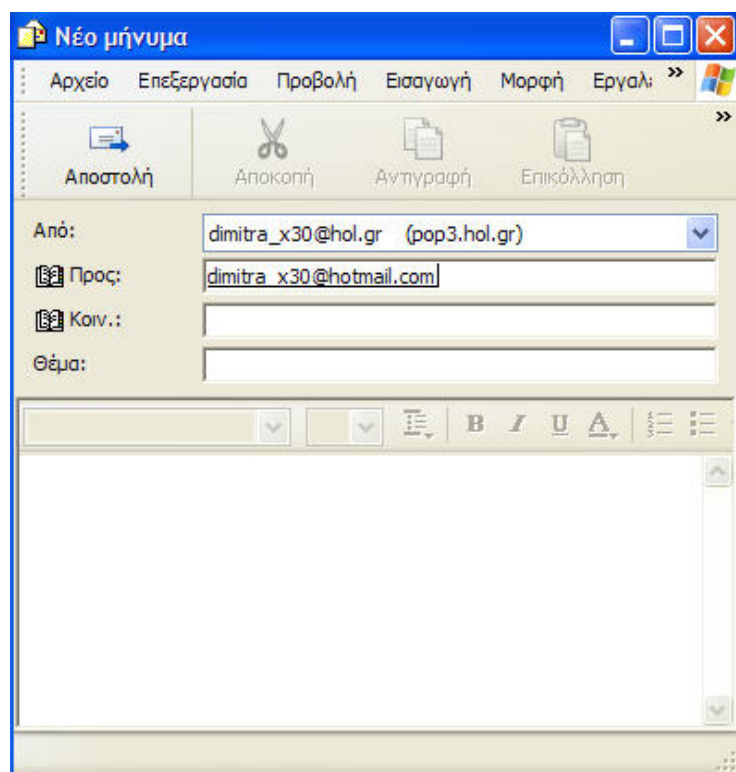 Νέο μήνυμα
Αρχείο Επεξεργασία Προβολή Εισαγωγή Μορφή Εργαλι »
Αποστολή Αποκοπή Αντιγραφή Επικόλληση »
Από: dimitra_x30@hol.gr (pop3.hol.gr)
Προς: dimitra_x30@hotmail.com
Κοιν.:
Θέμα:
B I U A